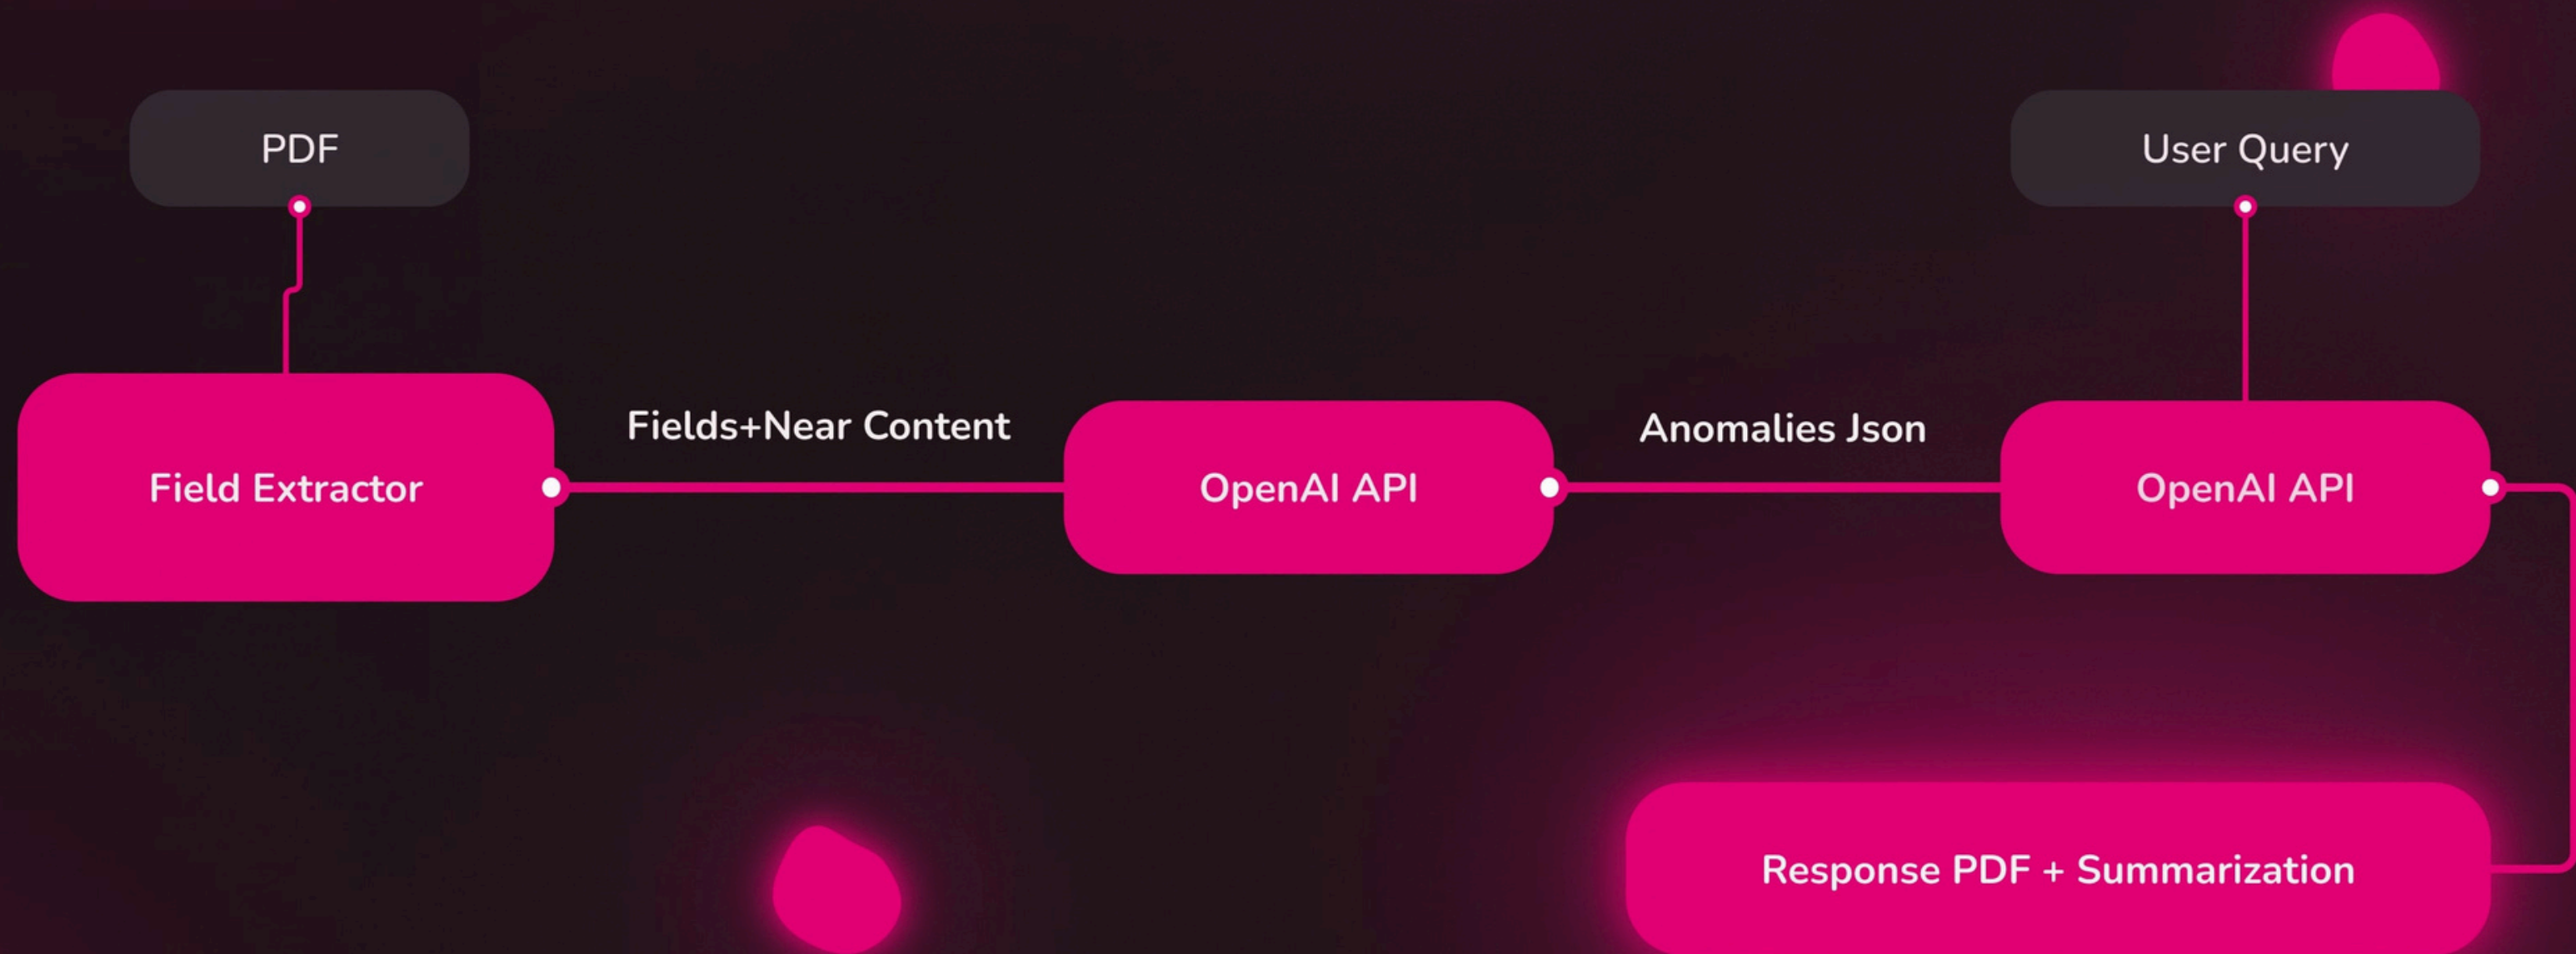 PDF
User Query
Fields+Near Content
Anomalies Json
Field Extractor
OpenAI API
OpenAI API
Response PDF + Summarization